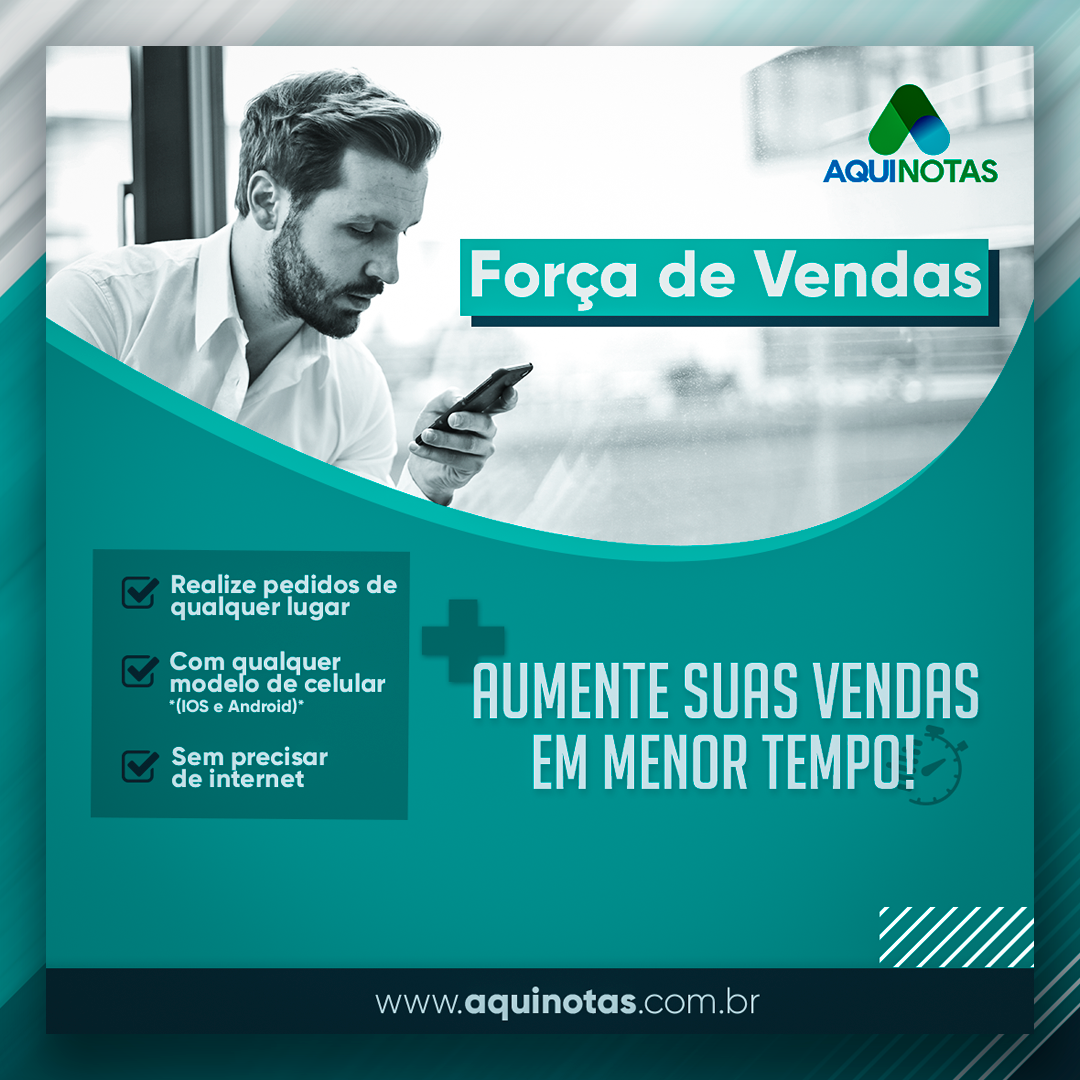 AQUINOTAS
Força de Vendas
Realize pedidos de
qualquer lugar
Com qualquer
modelo de celular
*(IOS e Android)*
Sem precisar
de internet
AUMENTE SUAS VENDAS
EM MENOR TEMPO!
www.aquinotas.com.br